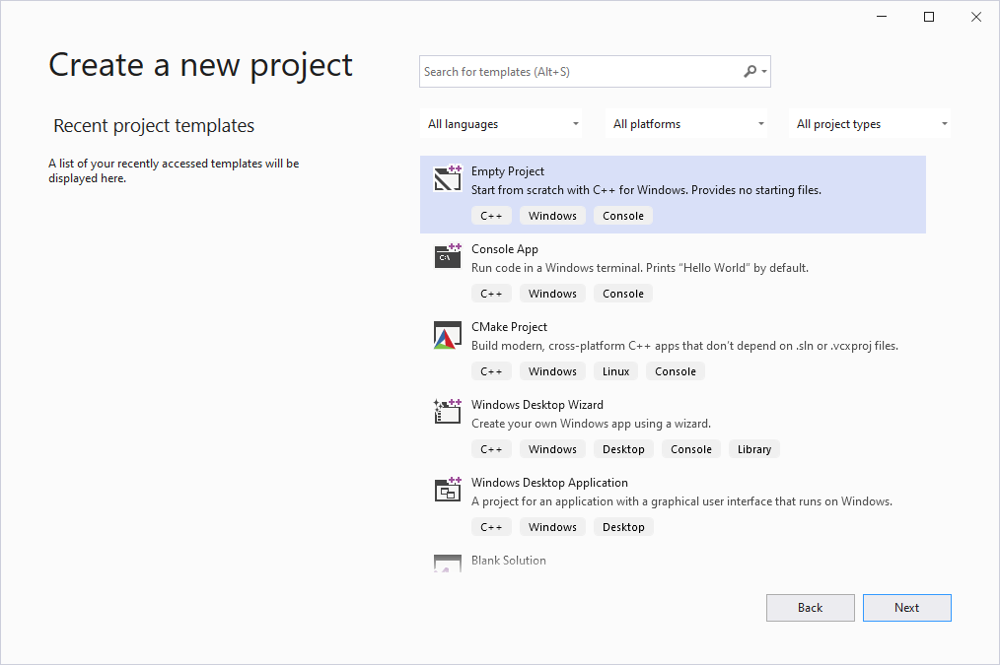 Create a new project
Search for templates (Alt+S)
Recent project templates
A list of your recently accessed templates will be
displayed here.
All languages
All platforms
All project types
Empty Project
Start from scratch with C++ for Windows. Provides no starting files.
C++ Windows Console
Console App
C:\
Run code in a Windows terminal. Prints “Hello World” by default.
C++ Windows Console
CMake Project
Build modern, cross-platform C++ apps that don’t depend on .sln or .vcxproj files.
C++ Windows Linux Console
Windows Desktop Wizard
Create your own Windows app using a wizard.
C++ Windows Desktop Console Library
Windows Desktop Application
A project for an application with a graphical user interface that runs on Windows.
C++ Windows Desktop
Blank Solution
Back
Next